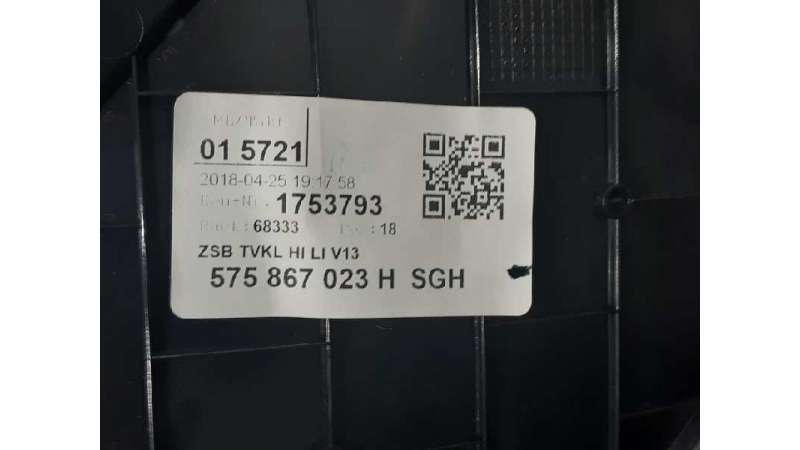 01 5721
2018-04-25 19:17:58
1753793
68333 :18
ZSB TVKL HI LI V13
575 867 023 H SGH